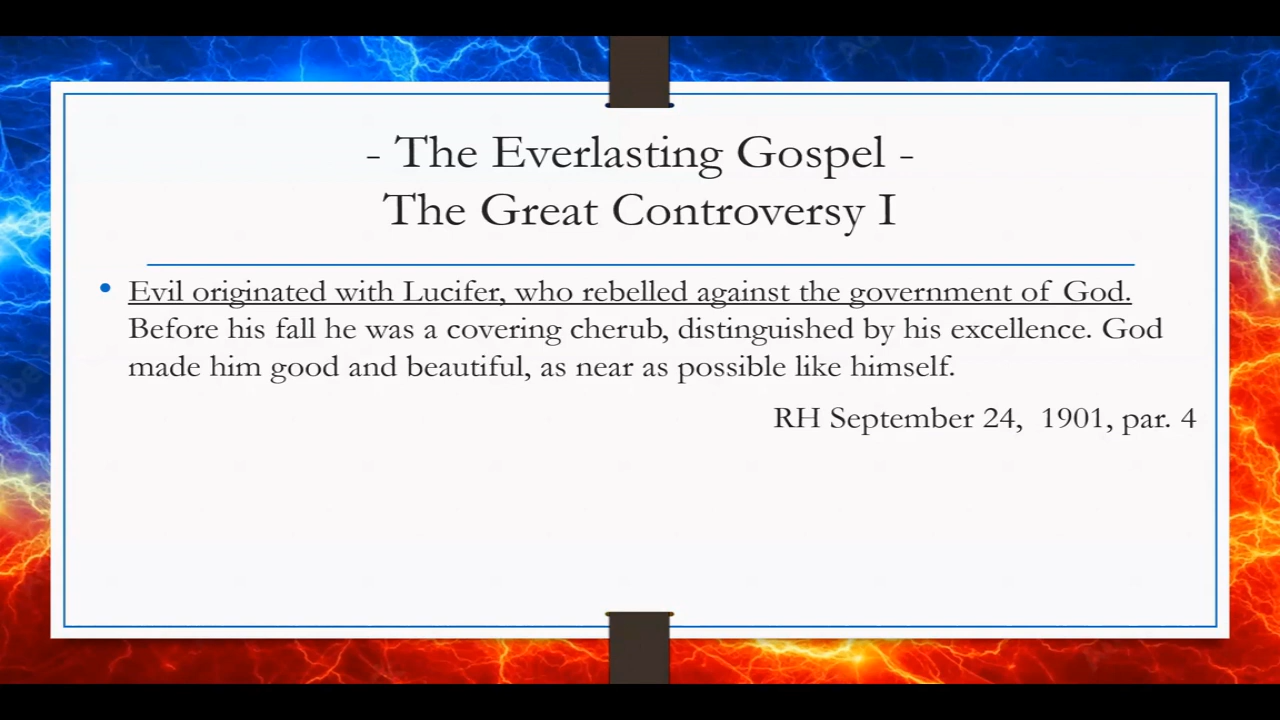 - The Everlasting Gospel -
The Great Controversy I
• Evil originated with Lucifer, who rebelled against the government of God.
Before his fall he was a covering cherub, distinguished by his excellence. God
made him good and beautiful, as near as possible like himself.
RH September 24, 1901, par. 4